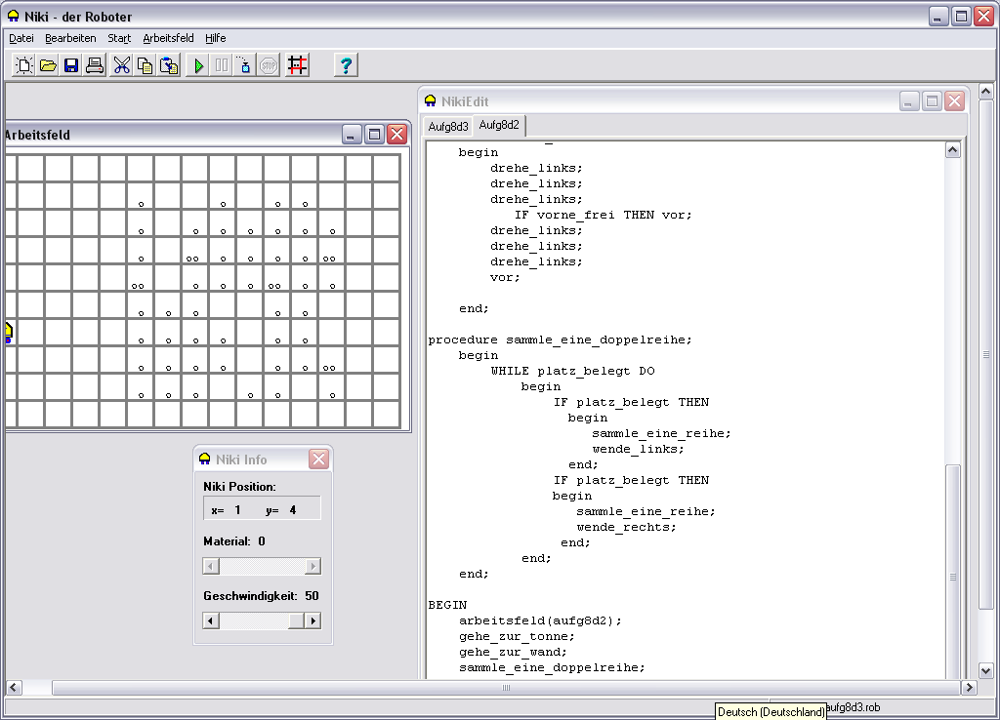 Niki - der Roboter
Datei Bearbeiten Start Arbeitsfeld Hilfe
STOP
?
NikiEdit
Aufg8d3 Aufg8d2
Arbeitsfeld
begin
drehe_links;
drehe_links;
drehe_links;
IF vorne_frei THEN vor;
drehe_links;
drehe_links;
drehe_links;
vor;
end;
procedure sammle_eine_doppelreihe;
begin
WHILE platz_belegt DO
begin
IF platz_belegt THEN
begin
sammle_eine_reihe;
wende_links;
end;
IF platz_belegt THEN
begin
sammle_eine_reihe;
wende_rechts;
end;
end;
end;
BEGIN
arbeitsfeld(aufg8d2);
gehe_zur_tonne;
gehe_zur_wand;
sammle_eine_doppelreihe;
Niki Info
Niki Position:
x= 1 y= 4
Material: 0
Geschwindigkeit: 50
Deutsch (Deutschland)
aufg8d3.rob